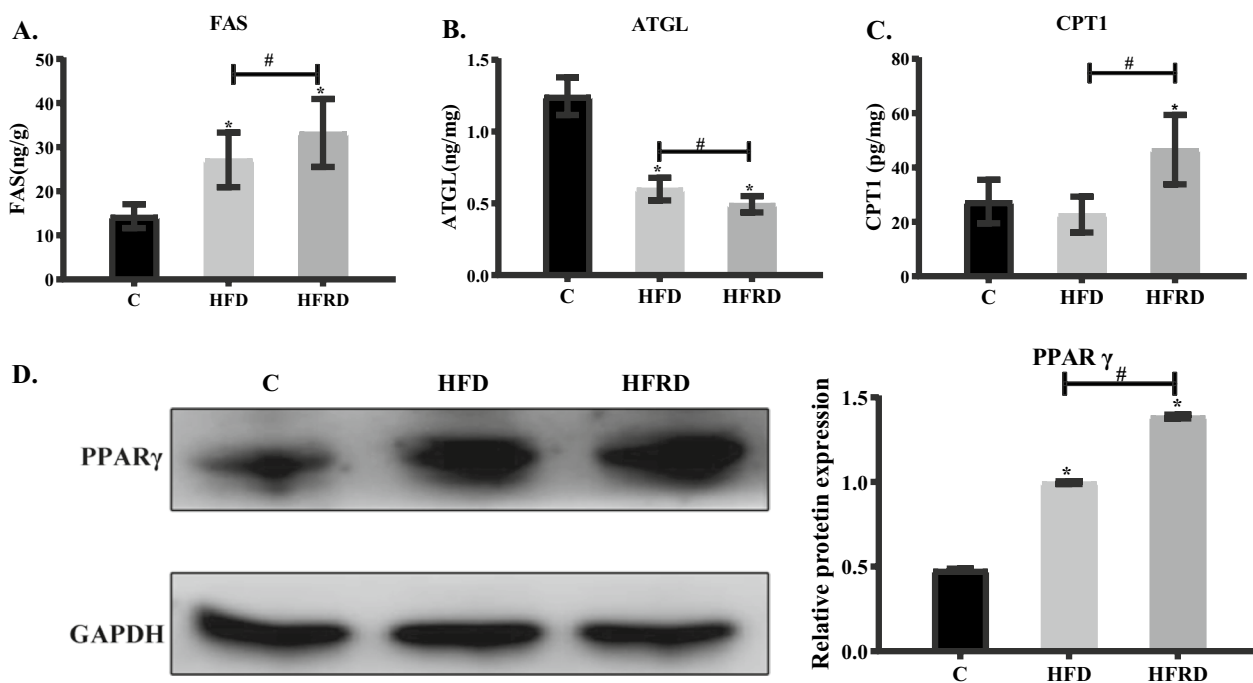 A.
FAS
FAS(ng/g)
50
40
30
20
10
0
#
*
*
C
HFD
HFRD
B.
ATGL
ATGL(ng/mg)
1.5
1.0
0.5
0.0
#
*
*
C
HFD
HFRD
C.
CPT1
CPT1 (pg/mg)
80
60
40
20
0
#
*
C
HFD
HFRD
D.
C
HFD
HFRD
PPARγ
GAPDH
PPAR γ
Relative protetin expression
1.5
1.0
0.5
0.0
#
*
*
C
HFD
HFRD